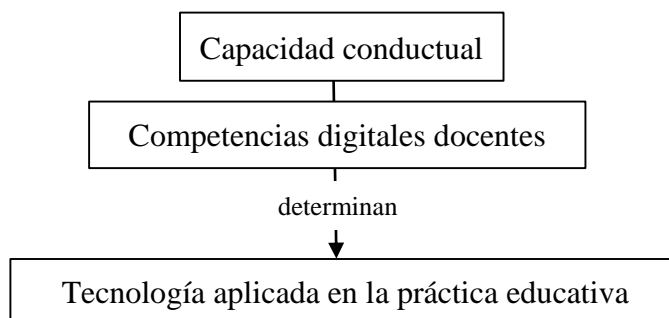 Capacidad conductual
Competencias digitales docentes
determinan
Tecnología aplicada en la práctica educativa